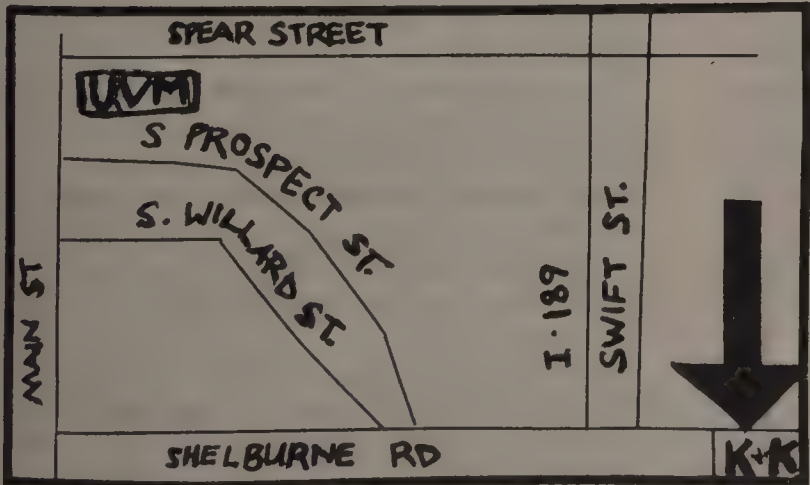 SPEAR STREET
UVM
S PROSPECT ST.
S. WILLARD ST.
MAIN ST
I-189
SWIFT ST.
SHELBURNE RD
K+K